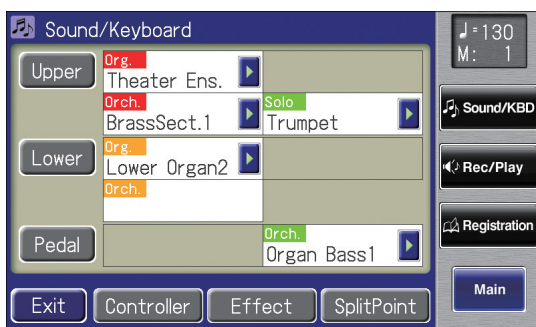 Sound/Keyboard
♩=130
M: 1
Upper
Org.
Theater Ens.
Orch.
BrassSect.1
Solo
Trumpet
Lower
Org.
Lower Organ2
Orch.
Pedal
Orch.
Organ Bass1
Exit
Controller
Effect
SplitPoint
Sound/KBD
Rec/Play
Registration
Main